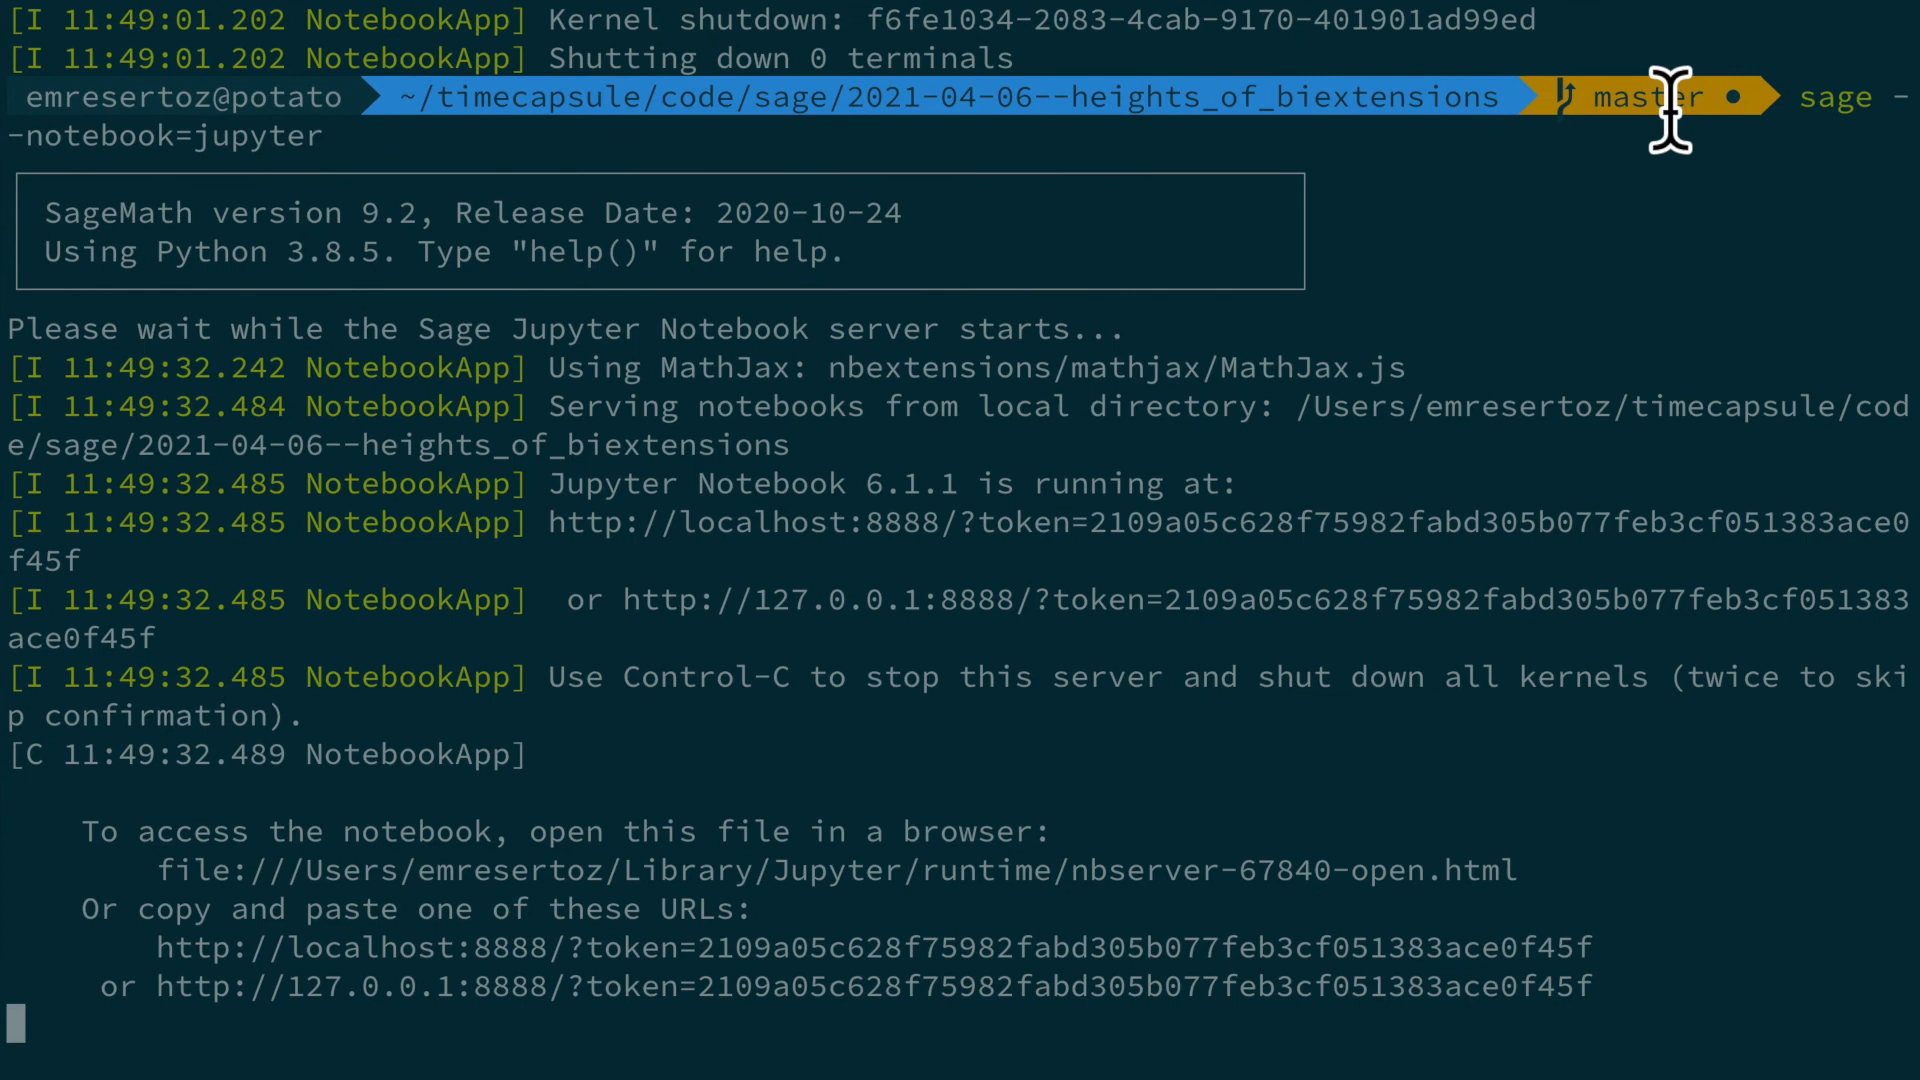 [I 11:49:01.202 NotebookApp] Kernel shutdown: f6fe1034-2083-4cab-9170-401901ad99ed
[I 11:49:01.202 NotebookApp] Shutting down 0 terminals
emresertoz@potato ~/timecapsule/code/sage/2021-04-06--heights_of_biextensions master ● sage -
-notebook=jupyter
SageMath version 9.2, Release Date: 2020-10-24
Using Python 3.8.5. Type "help()" for help.
Please wait while the Sage Jupyter Notebook server starts...
[I 11:49:32.242 NotebookApp] Using MathJax: nbextensions/mathjax/MathJax.js
[I 11:49:32.484 NotebookApp] Serving notebooks from local directory: /Users/emresertoz/timecapsule/cod
e/sage/2021-04-06--heights_of_biextensions
[I 11:49:32.485 NotebookApp] Jupyter Notebook 6.1.1 is running at:
[I 11:49:32.485 NotebookApp] http://localhost:8888/?token=2109a05c628f75982fabd305b077feb3cf051383ace0
f45f
[I 11:49:32.485 NotebookApp]  or http://127.0.0.1:8888/?token=2109a05c628f75982fabd305b077feb3cf051383
ace0f45f
[I 11:49:32.485 NotebookApp] Use Control-C to stop this server and shut down all kernels (twice to ski
p confirmation).
[C 11:49:32.489 NotebookApp]
To access the notebook, open this file in a browser:
file:///Users/emresertoz/Library/Jupyter/runtime/nbserver-67840-open.html
Or copy and paste one of these URLs:
http://localhost:8888/?token=2109a05c628f75982fabd305b077feb3cf051383ace0f45f
or http://127.0.0.1:8888/?token=2109a05c628f75982fabd305b077feb3cf051383ace0f45f